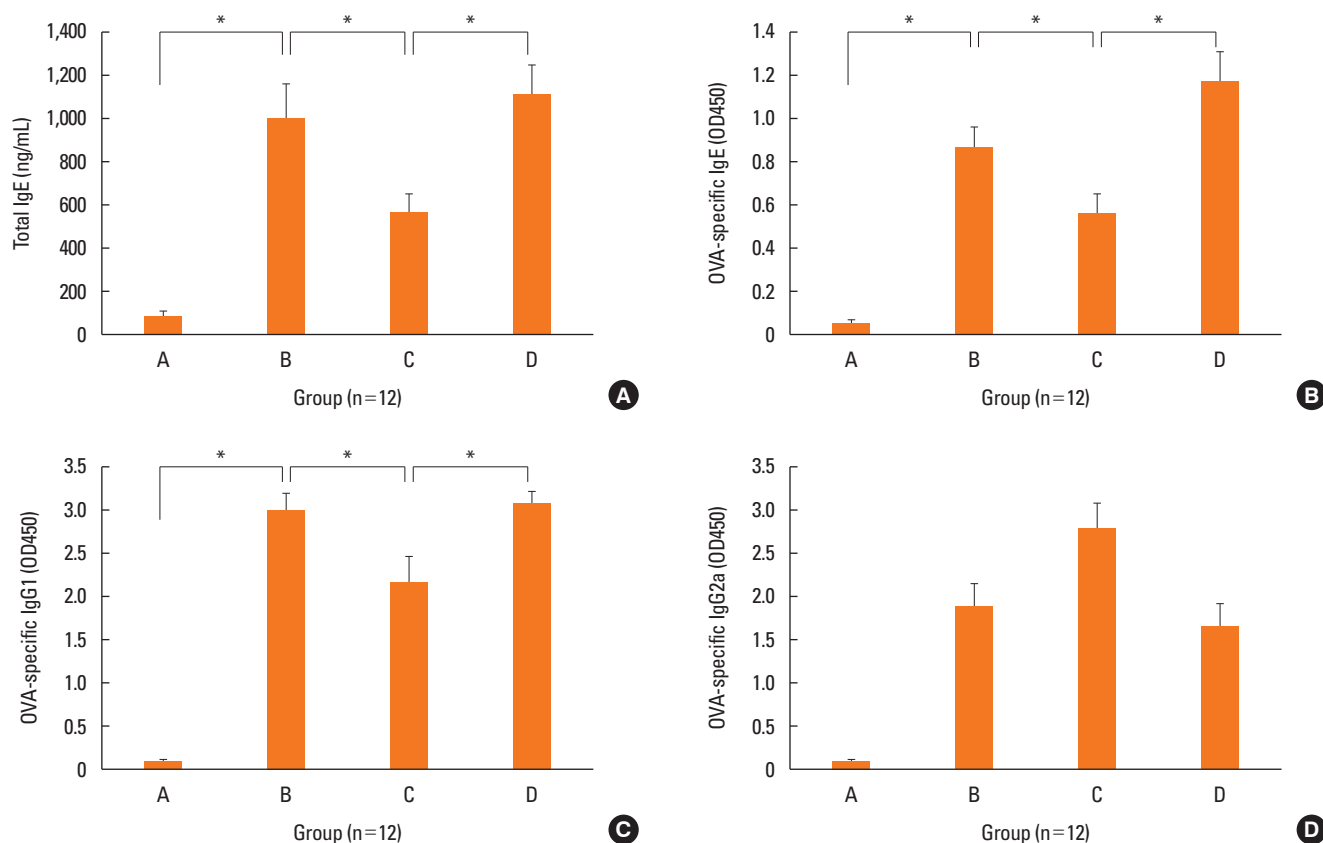 * * *
1,400
1,200
1,000
800
600
400
200
0
Total IgE (ng/mL)
A B C D
Group (n=12)
A
* * *
1.4
1.2
1.0
0.8
0.6
0.4
0.2
0
OVA-specific IgE (OD450)
A B C D
Group (n=12)
B
* * *
3.5
3.0
2.5
2.0
1.5
1.0
0.5
0
OVA-specific IgG1 (OD450)
A B C D
Group (n=12)
C
3.5
3.0
2.5
2.0
1.5
1.0
0.5
0
OVA-specific IgG2a (OD450)
A B C D
Group (n=12)
D